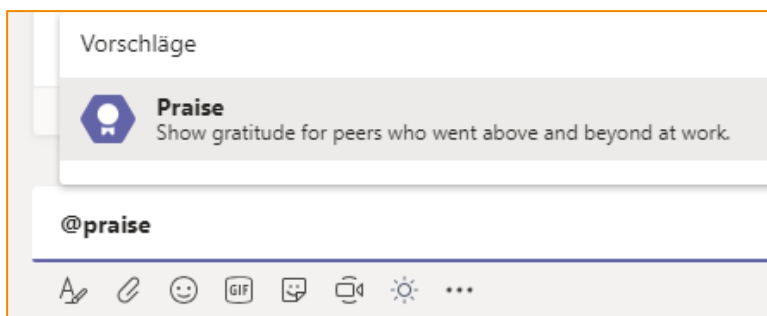 Vorschläge
Praise
Show gratitude for peers who went above and beyond at work.
@praise
GIF